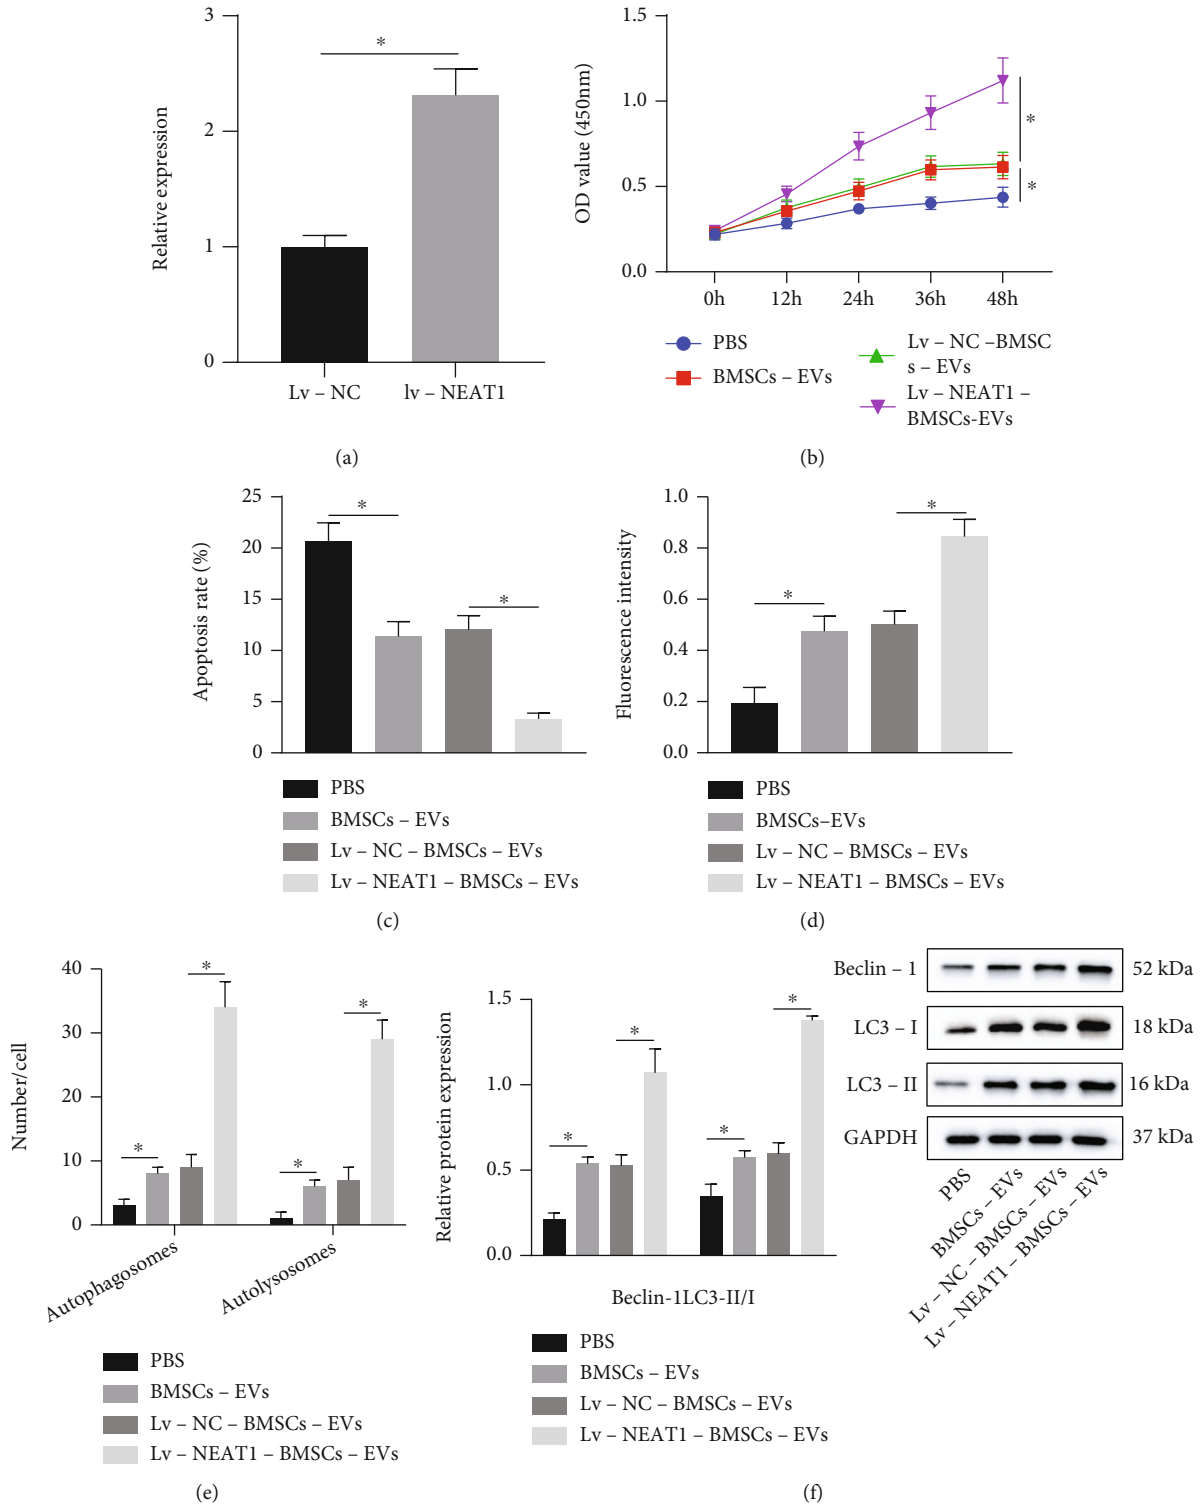 3
2
1
0
Relative expression
*
Lv – NC
lv – NEAT1
(a)
1.5
1.0
0.5
0.0
OD value (450nm)
*
*
0h
12h
24h
36h
48h
PBS
BMSCs – EVs
Lv – NC –BMSC
s – EVs
Lv – NEAT1 –
BMSCs-EVs
(b)
25
20
15
10
5
0
Apoptosis rate (%)
*
*
PBS
BMSCs – EVs
Lv – NC – BMSCs – EVs
Lv – NEAT1 – BMSCs – EVs
(c)
1.0
0.8
0.6
0.4
0.2
0.0
Fluorescence intensity
*
*
PBS
BMSCs–EVs
Lv – NC – BMSCs – EVs
Lv – NEAT1 – BMSCs – EVs
(d)
40
30
20
10
0
Number/cell
*
*
*
*
Autophagosomes
Autolysosomes
PBS
BMSCs – EVs
Lv – NC – BMSCs – EVs
Lv – NEAT1 – BMSCs – EVs
(e)
1.5
1.0
0.5
0.0
Relative protein expression
*
*
*
*
Beclin-1LC3-II/I
PBS
BMSCs – EVs
Lv – NC – BMSCs – EVs
Lv – NEAT1 – BMSCs – EVs
Beclin – 1
52 kDa
LC3 – I
18 kDa
LC3 – II
16 kDa
GAPDH
37 kDa
PBS
BMSCs – EVs
Lv – NC – BMSCs – EVs
Lv – NEAT1 – BMSCs – EVs
(f)